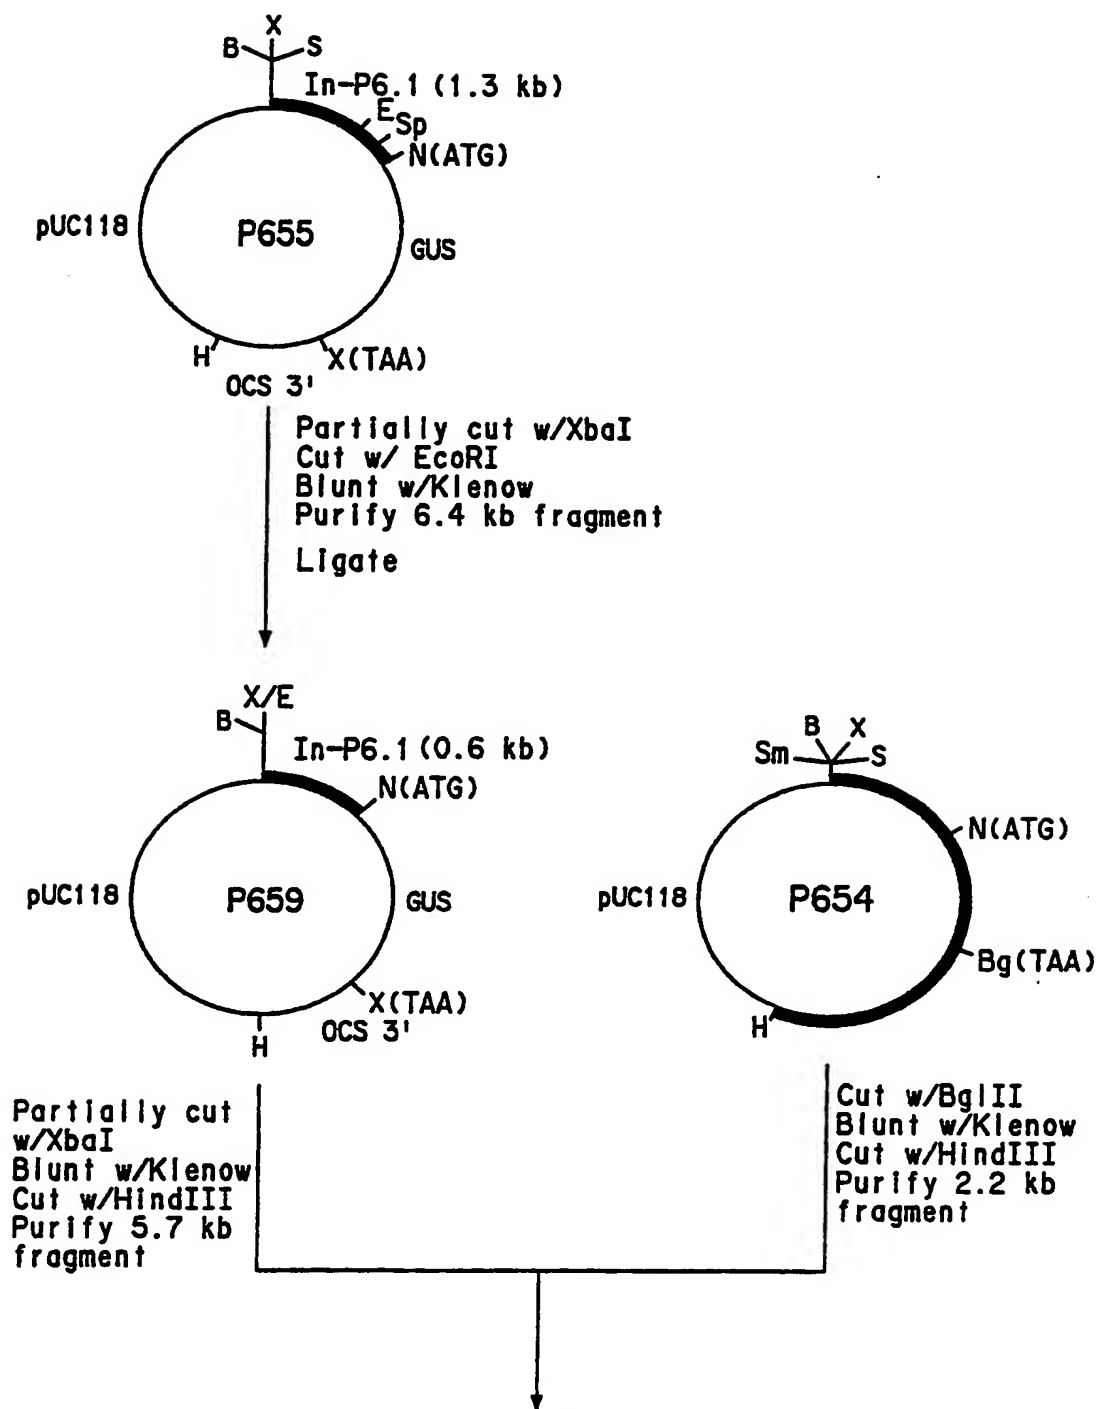 X
B S
In-P6.1 (1.3 kb)
E
Sp
N(ATG)
pUC118
P655
GUS
H
X(TAA)
OCS 3'
Partially cut w/XbaI
Cut w/ EcoRI
Blunt w/Klenow
Purify 6.4 kb fragment
Ligate
X/E
B
In-P6.1 (0.6 kb)
N(ATG)
pUC118
P659
GUS
X(TAA)
OCS 3'
H
B X
Sm S
N(ATG)
pUC118
P654
Bg(TAA)
H
Partially cut
w/XbaI
Blunt w/Klenow
Cut w/HindIII
Purify 5.7 kb
fragment
Cut w/BglII
Blunt w/Klenow
Cut w/HindIII
Purify 2.2 kb
fragment